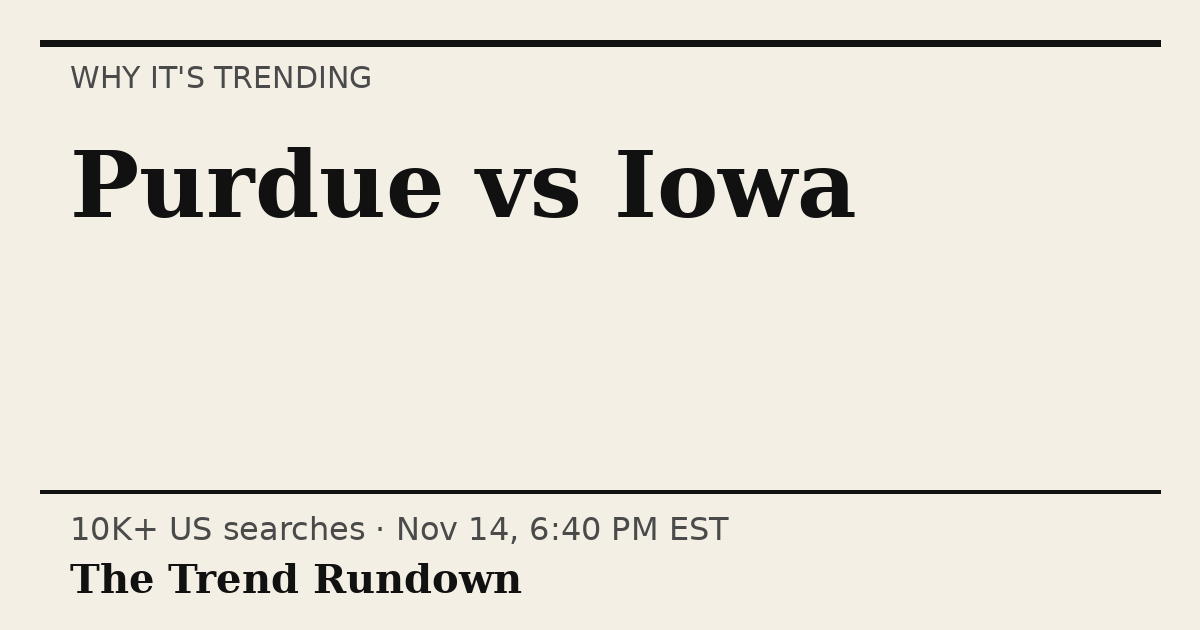 WHY IT'S TRENDING
Purdue vs Iowa
10K+ US searches · Nov 14, 6:40 PM EST
The Trend Rundown